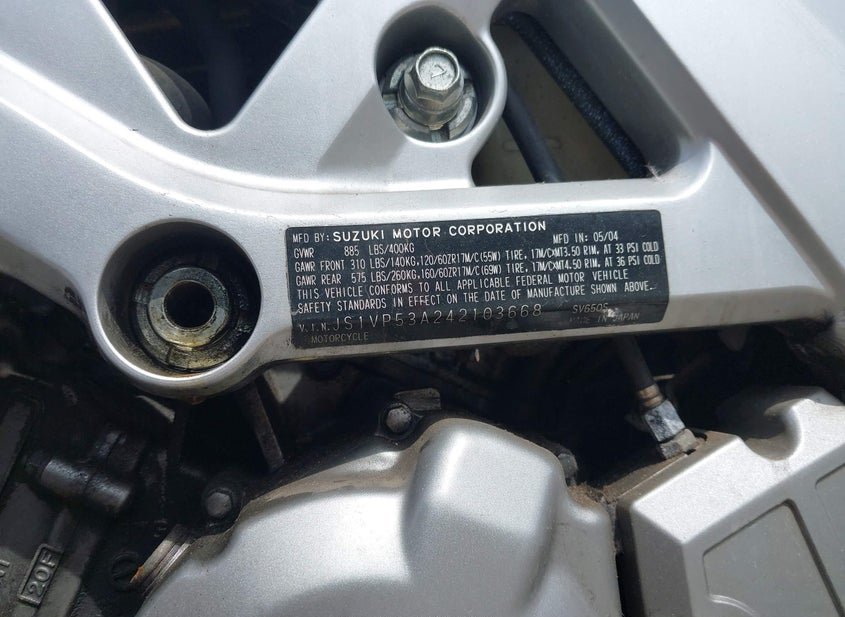 MFD BY: SUZUKI MOTOR CORPORATION MFD IN: 05/04
GVWR 885 LBS/400KG
GAWR FRONT 310 LBS/140KG,120/60ZR17M/C(55W) TIRE, 17M/C×MT3.50 RIM, AT 33 PSI COLD
GAWR REAR 575 LBS/260KG,160/60ZR17M/C(69W) TIRE, 17M/C×MT4.50 RIM, AT 36 PSI COLD
THIS VEHICLE CONFORMS TO ALL APPLICABLE FEDERAL MOTOR VEHICLE
SAFETY STANDARDS IN EFFECT ON THE DATE OF MANUFACTURE SHOWN ABOVE.
V.I.N. JS1VP53A242103668 SV650S
MOTORCYCLE MADE IN JAPAN
20F